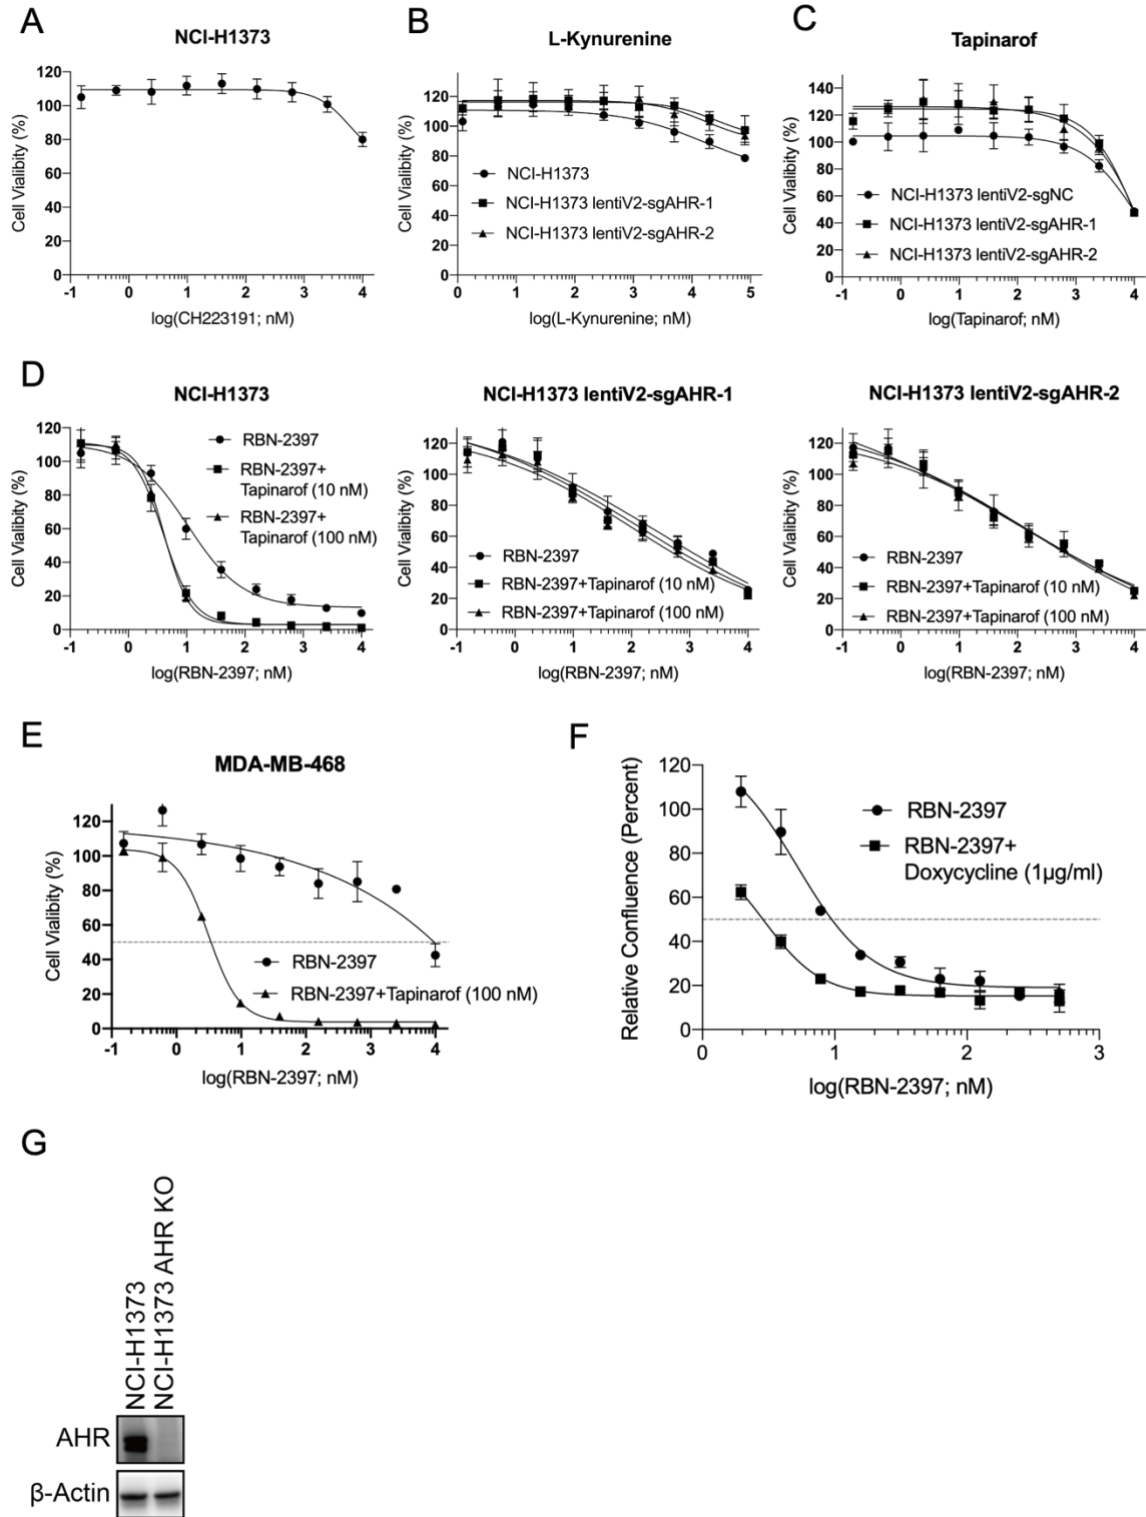 A
NCI-H1373
Cell Vialibity (%)
120
100
80
60
40
20
0
-1 0 1 2 3 4
log(CH223191; nM)
B
L-Kynurenine
Cell Vialibity (%)
120
100
80
60
40
20
0
NCI-H1373
NCI-H1373 lentiV2-sgAHR-1
NCI-H1373 lentiV2-sgAHR-2
0 1 2 3 4 5
log(L-Kynurenine; nM)
C
Tapinarof
Cell Vialibity (%)
140
120
100
80
60
40
20
0
NCI-H1373 lentiV2-sgNC
NCI-H1373 lentiV2-sgAHR-1
NCI-H1373 lentiV2-sgAHR-2
0 1 2 3 4
log(Tapinarof; nM)
D
NCI-H1373
Cell Vialibity (%)
120
100
80
60
40
20
0
RBN-2397
RBN-2397+
Tapinarof (10 nM)
RBN-2397+
Tapinarof (100 nM)
-1 0 1 2 3 4
log(RBN-2397; nM)
NCI-H1373 lentiV2-sgAHR-1
Cell Vialibity (%)
120
100
80
60
40
20
0
RBN-2397
RBN-2397+Tapinarof (10 nM)
RBN-2397+Tapinarof (100 nM)
-1 0 1 2 3 4
log(RBN-2397; nM)
NCI-H1373 lentiV2-sgAHR-2
Cell Vialibity (%)
120
100
80
60
40
20
0
RBN-2397
RBN-2397+Tapinarof (10 nM)
RBN-2397+Tapinarof (100 nM)
-1 0 1 2 3 4
log(RBN-2397; nM)
E
MDA-MB-468
Cell Vialibity (%)
120
100
80
60
40
20
0
RBN-2397
RBN-2397+Tapinarof (100 nM)
-1 0 1 2 3 4
log(RBN-2397; nM)
F
Relative Confluence (Percent)
120
100
80
60
40
20
0
RBN-2397
RBN-2397+
Doxycycline (1µg/ml)
0 1 2 3
log(RBN-2397; nM)
G
NCI-H1373
NCI-H1373 AHR KO
AHR
β-Actin